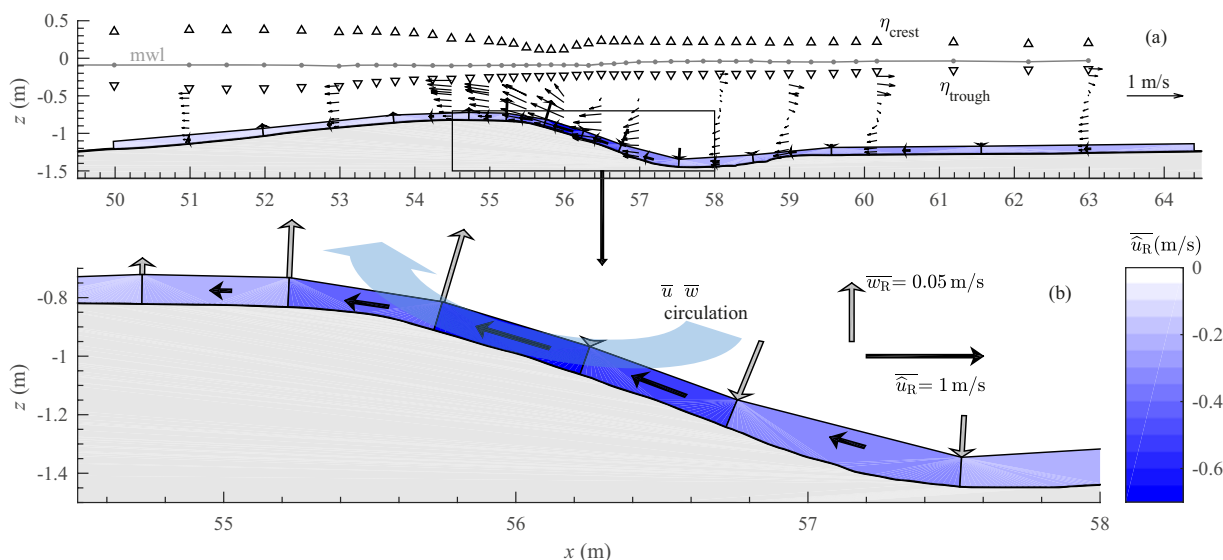 0.5
0
-0.5
-1
-1.5
z (m)
mwl
η_crest
(a)
η_trough
1 m/s
50 51 52 53 54 55 56 57 58 59 60 61 62 63 64
-0.8
-1
-1.2
-1.4
z (m)
u̅ w̅
circulation
(b)
w̅_R = 0.05 m/s
û̅_R = 1 m/s
û̅_R (m/s)
0
-0.2
-0.4
-0.6
55 56 57 58
x (m)